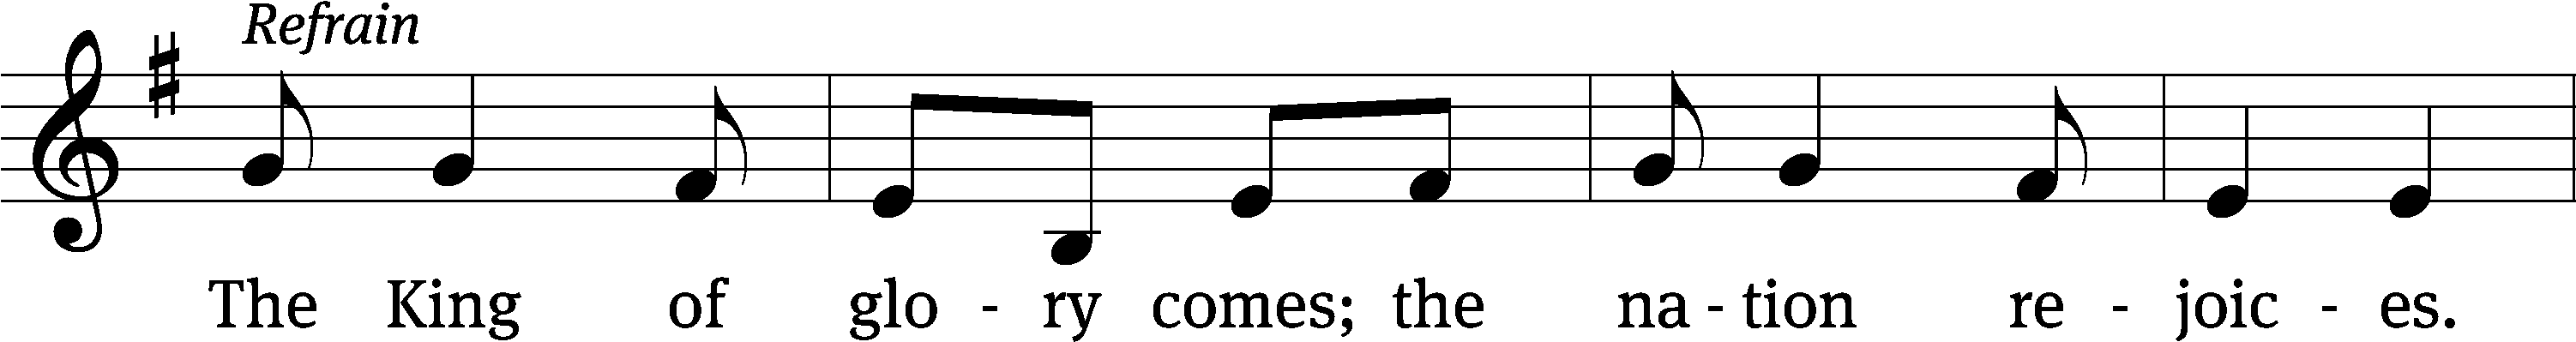 Refrain
The King of glo - ry comes; the na - tion re - joic - es.